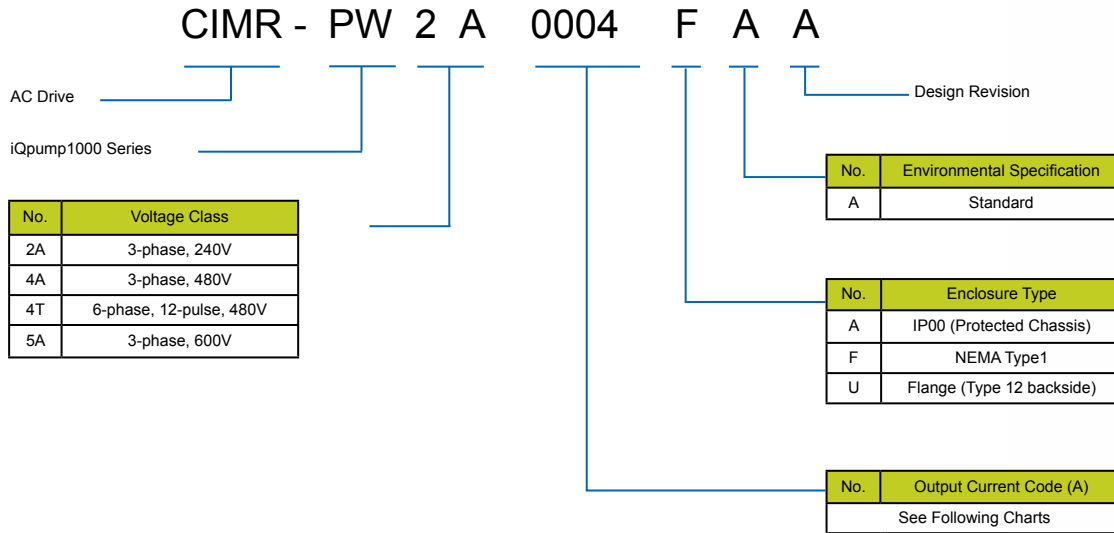 CIMR - PW 2 A 0004 F A A
AC Drive
Design Revision
iQpump1000 Series
No. Environmental Specification
A Standard
No. Voltage Class
2A 3-phase, 240V
4A 3-phase, 480V
4T 6-phase, 12-pulse, 480V
5A 3-phase, 600V
No. Enclosure Type
A IP00 (Protected Chassis)
F NEMA Type1
U Flange (Type 12 backside)
No. Output Current Code (A)
See Following Charts